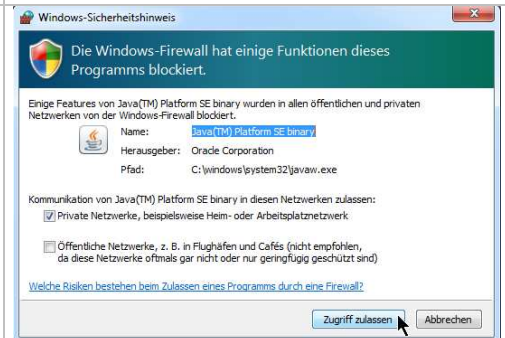 Windows-Sicherheitshinweis
Die Windows-Firewall hat einige Funktionen dieses
Programms blockiert.
Einige Features von Java(TM) Platform SE binary wurden in allen öffentlichen und privaten
Netzwerken von der Windows-Firewall blockiert.
Name: Java(TM) Platform SE binary
Herausgeber: Oracle Corporation
Pfad: C:\windows\system32\javaw.exe
Kommunikation von Java(TM) Platform SE binary in diesen Netzwerken zulassen:
Private Netzwerke, beispielsweise Heim- oder Arbeitsplatznetzwerk
Öffentliche Netzwerke, z. B. in Flughäfen und Cafés (nicht empfohlen,
da diese Netzwerke oftmals gar nicht oder nur geringfügig geschützt sind)
Welche Risiken bestehen beim Zulassen eines Programms durch eine Firewall?
Zugriff zulassen Abbrechen